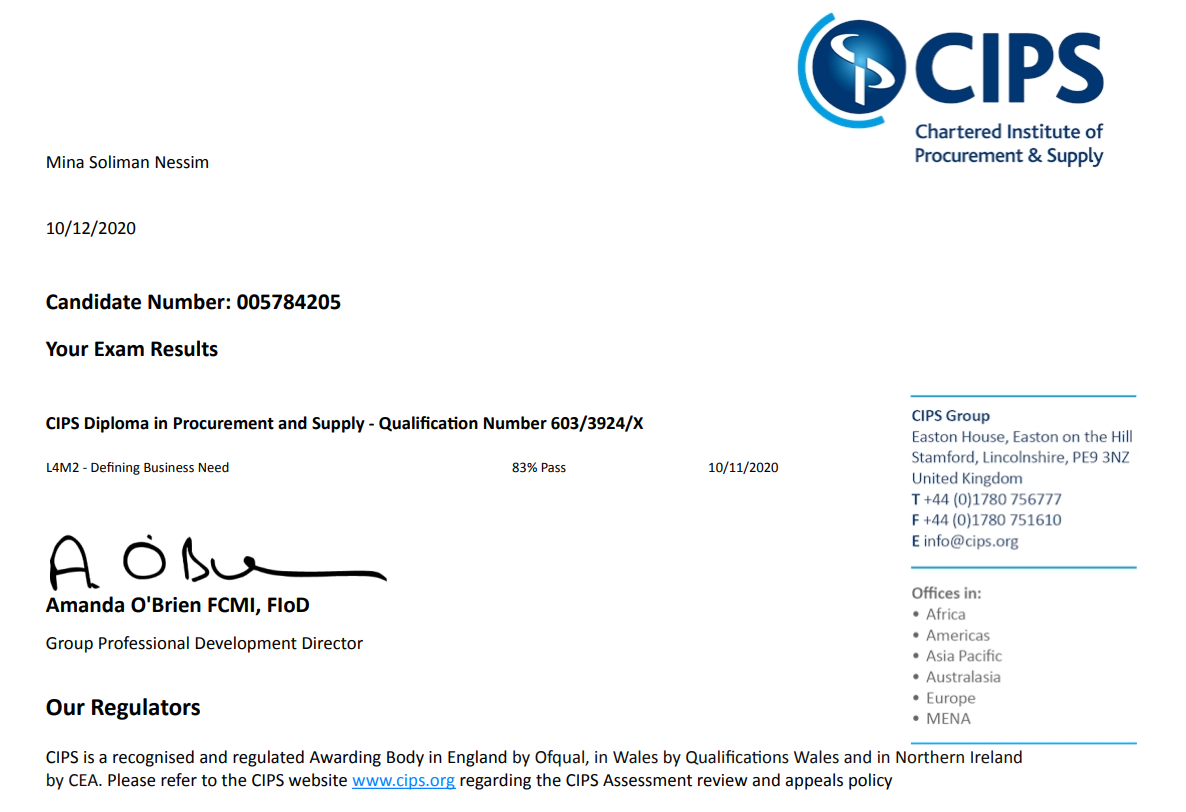 CIPS
Chartered Institute of
Procurement & Supply
Mina Soliman Nessim
10/12/2020
Candidate Number: 005784205
Your Exam Results
CIPS Diploma in Procurement and Supply - Qualification Number 603/3924/X
L4M2 - Defining Business Need 83% Pass 10/11/2020
A O'B
Amanda O'Brien FCMI, FIoD
Group Professional Development Director
CIPS Group
Easton House, Easton on the Hill
Stamford, Lincolnshire, PE9 3NZ
United Kingdom
T +44 (0)1780 756777
F +44 (0)1780 751610
E info@cips.org
Offices in:
• Africa
• Americas
• Asia Pacific
• Australasia
• Europe
• MENA
Our Regulators
CIPS is a recognised and regulated Awarding Body in England by Ofqual, in Wales by Qualifications Wales and in Northern Ireland
by CEA. Please refer to the CIPS website www.cips.org regarding the CIPS Assessment review and appeals policy